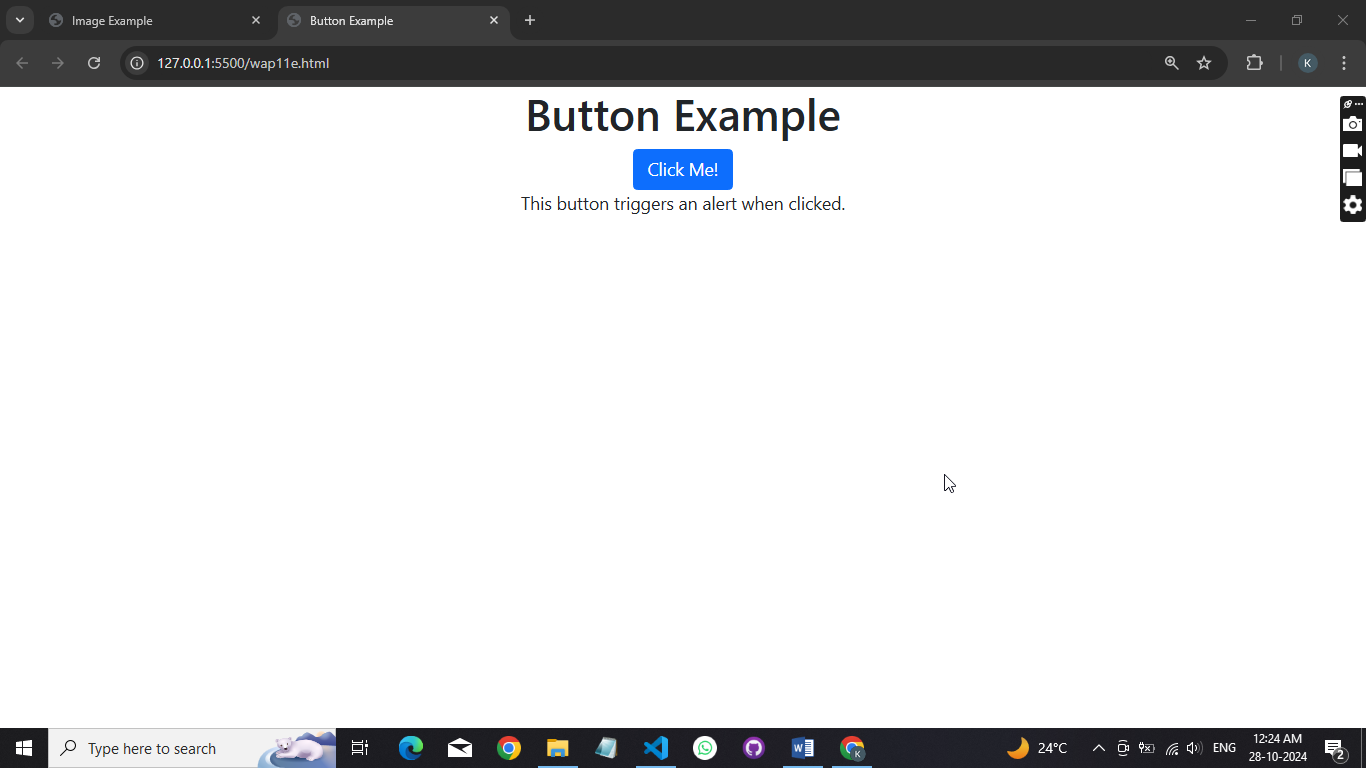 Image Example
Button Example
127.0.0.1:5500/wap11e.html
K
Button Example
Click Me!
This button triggers an alert when clicked.
Type here to search
K
24°C
ENG
12:24 AM
28-10-2024
2